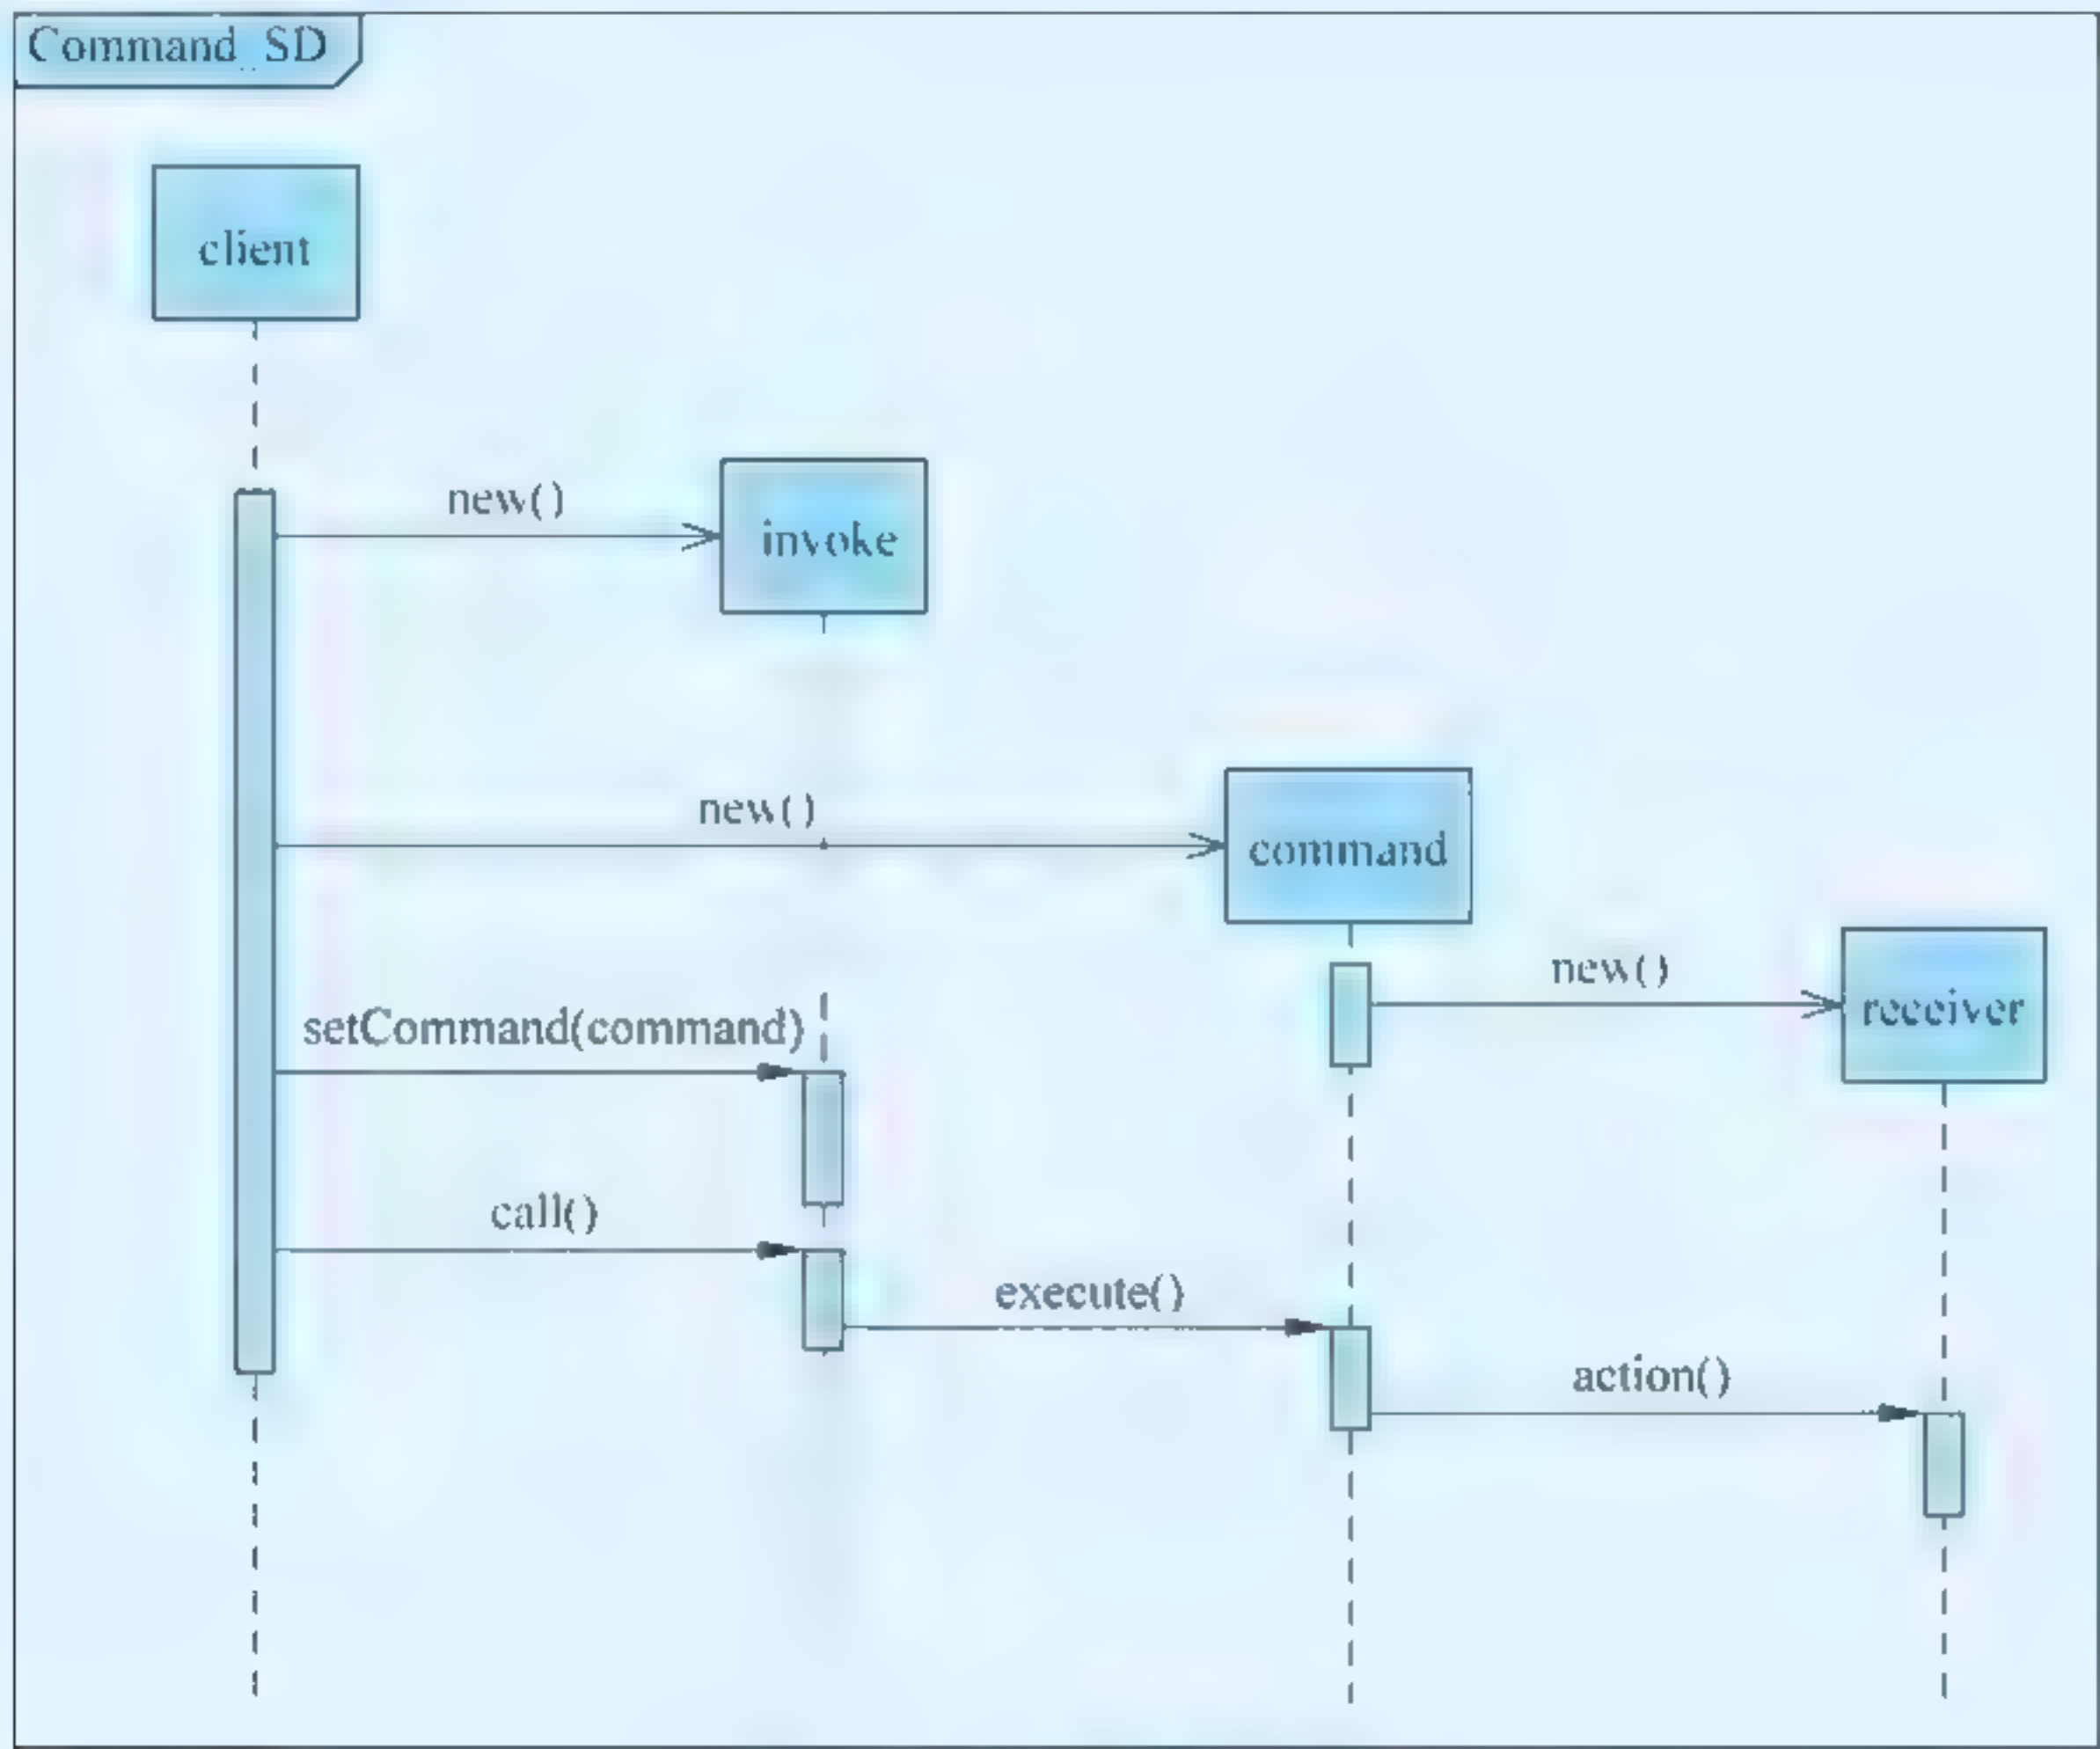 Command_SD
client
new()
invoke
new()
command
new()
receiver
setCommand(command)
call()
execute()
action()